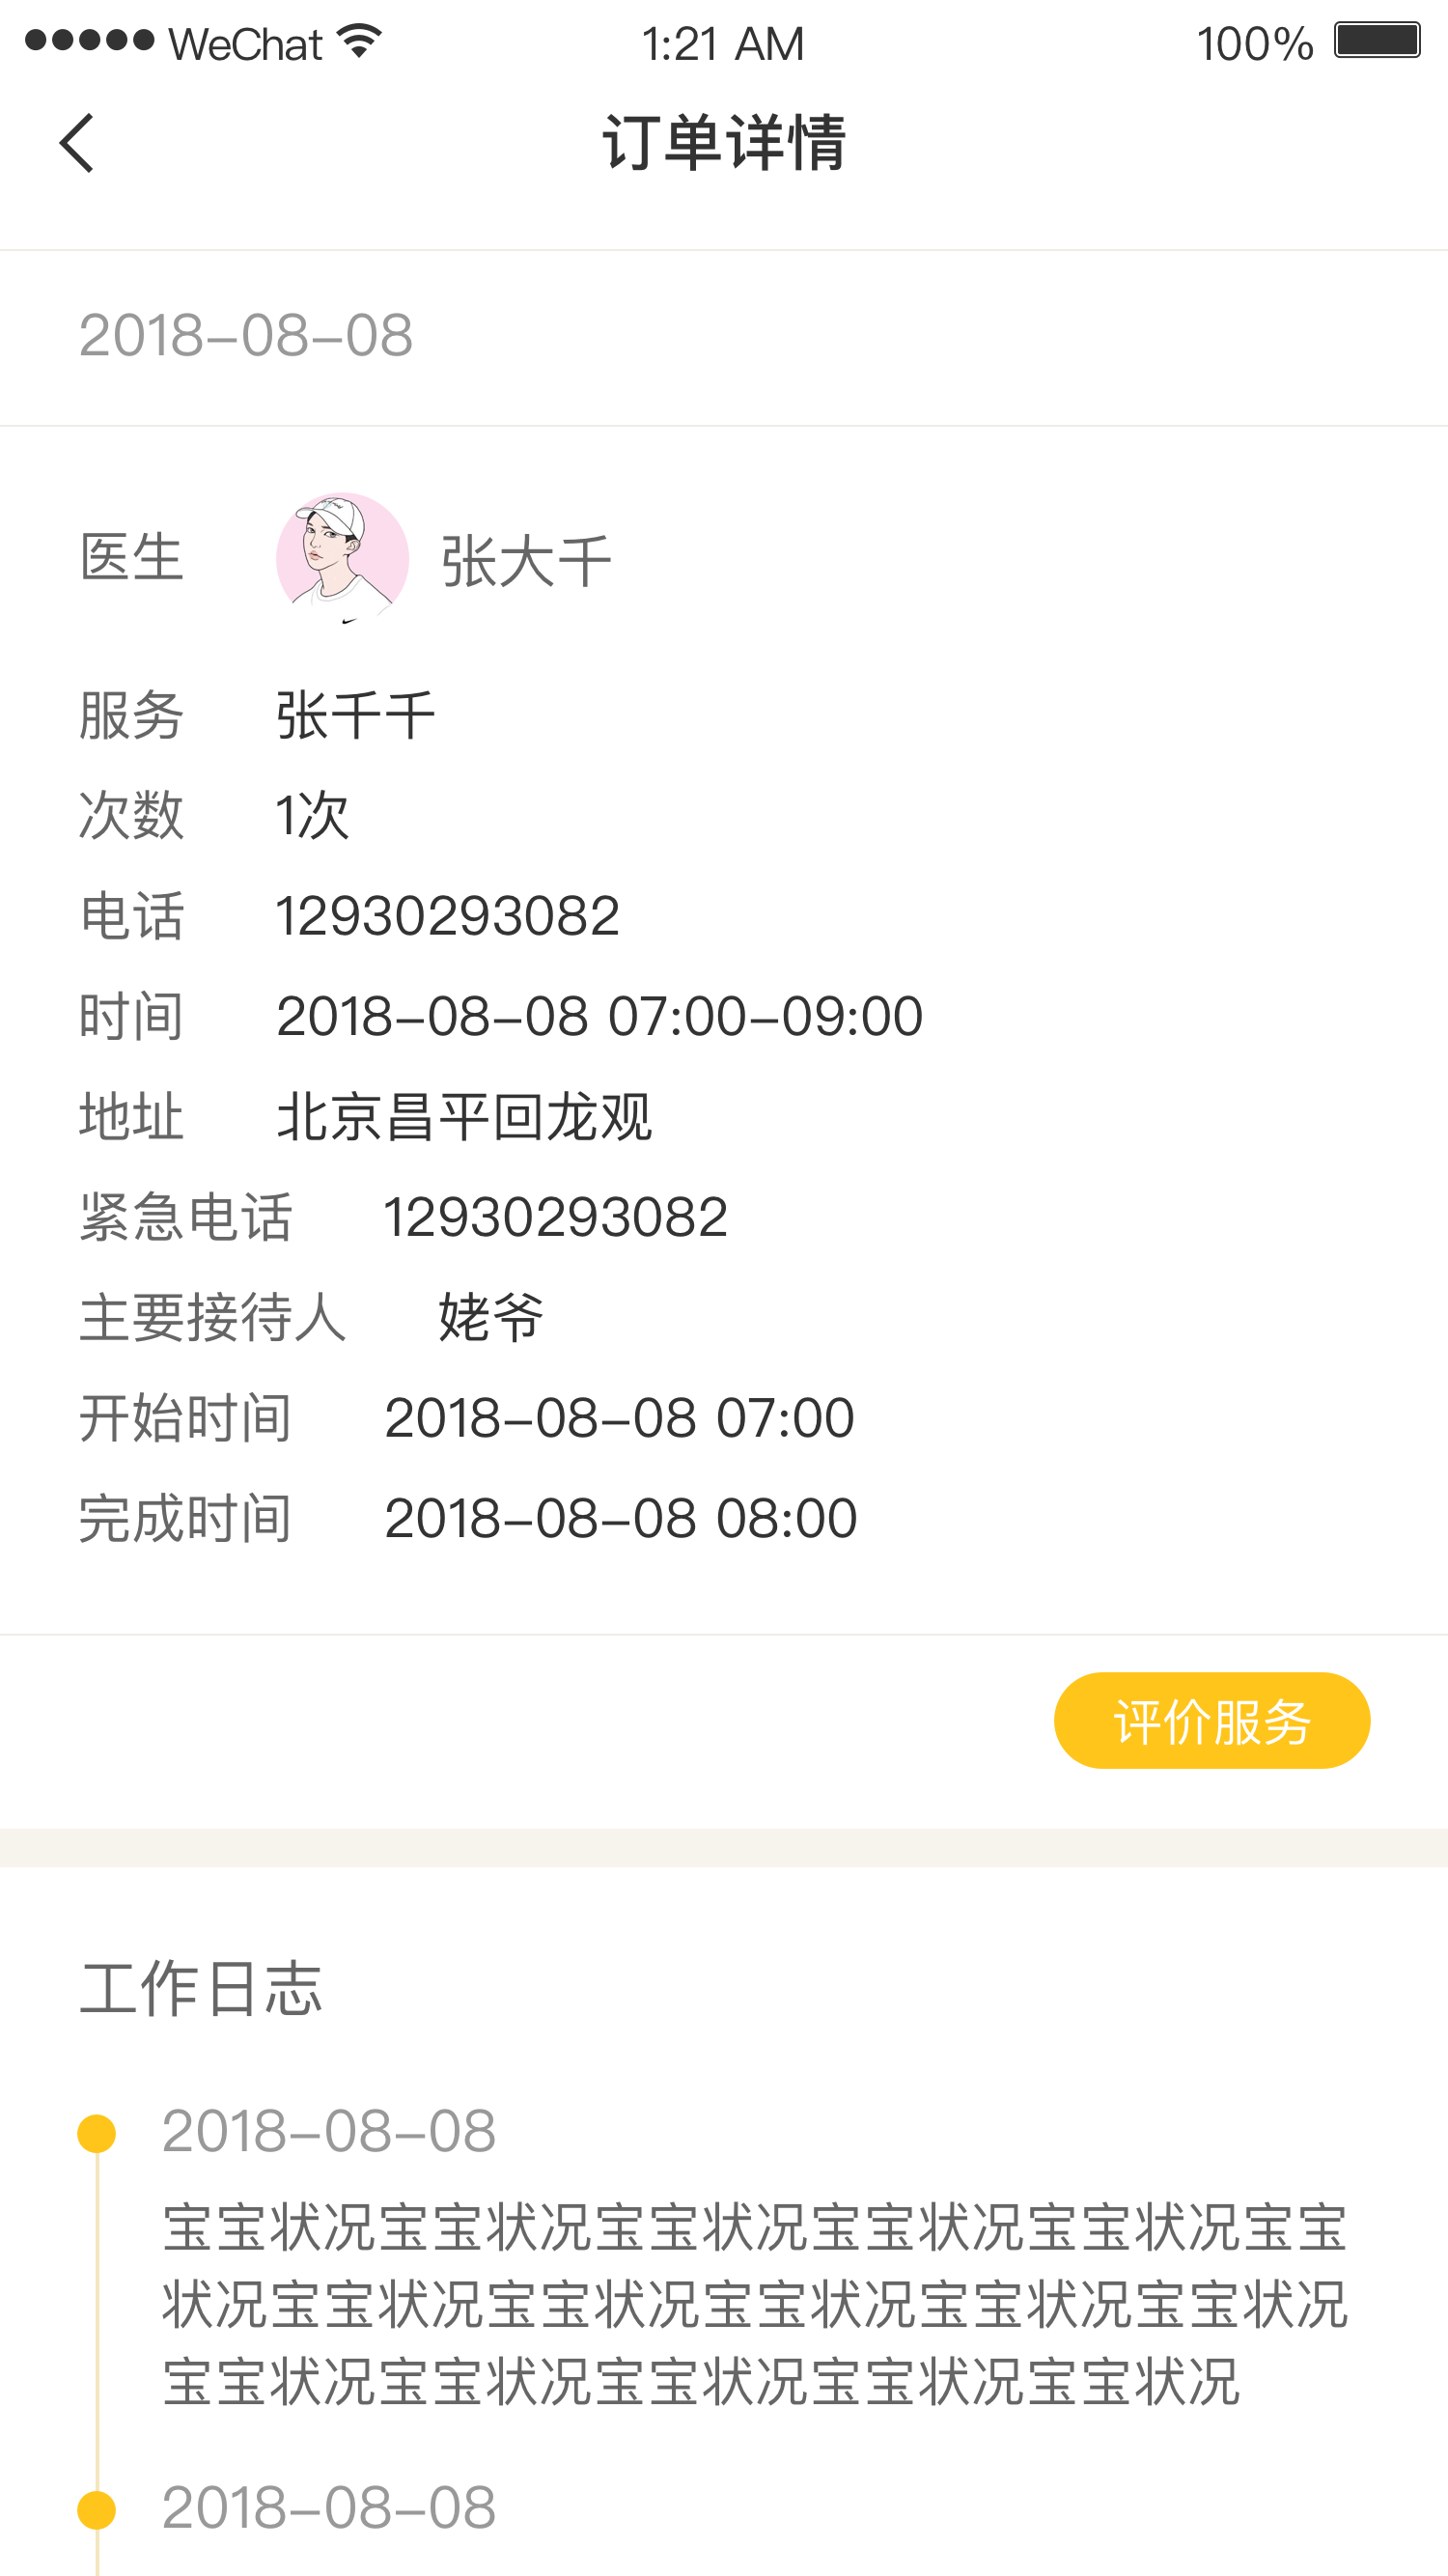 WeChat 1:21 AM 100%
订单详情
2018-08-08
医生 张大千
服务 张千千
次数 1次
电话 12930293082
时间 2018-08-08 07:00-09:00
地址 北京昌平回龙观
紧急电话 12930293082
主要接待人 姥爷
开始时间 2018-08-08 07:00
完成时间 2018-08-08 08:00
评价服务
工作日志
2018-08-08
宝宝状况宝宝状况宝宝状况宝宝状况宝宝状况宝宝
状况宝宝状况宝宝状况宝宝状况宝宝状况宝宝状况
宝宝状况宝宝状况宝宝状况宝宝状况宝宝状况
2018-08-08